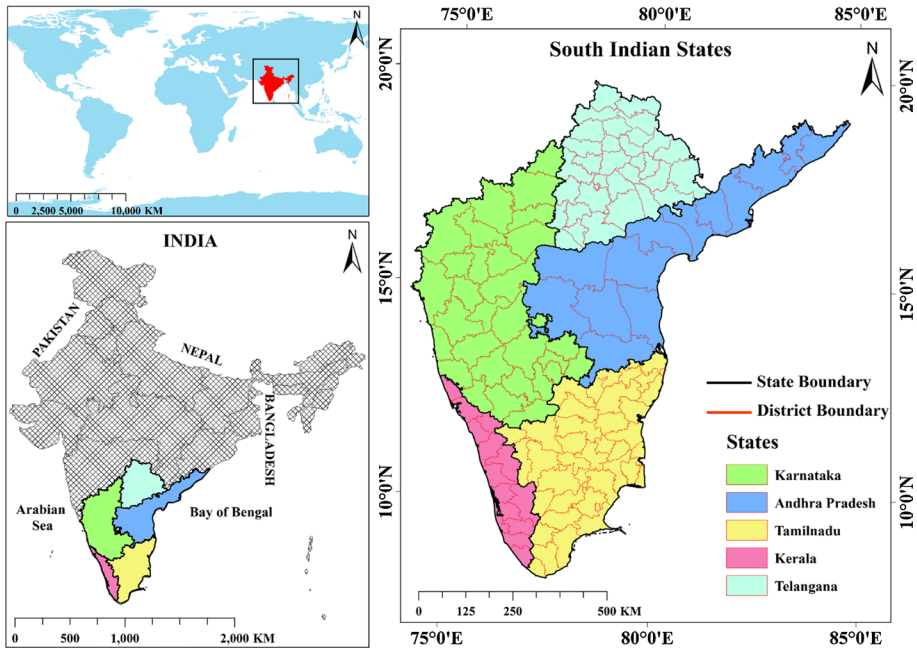 N
0 2,500 5,000 10,000 KM
INDIA
N
PAKISTAN
NEPAL
BANGLADESH
Arabian
Sea
Bay of Bengal
0 500 1,000 2,000 KM
75°0'E 80°0'E 85°0'E
South Indian States
N
20°0'N
20°0'N
15°0'N
15°0'N
10°0'N
10°0'N
State Boundary
District Boundary
States
Karnataka
Andhra Pradesh
Tamilnadu
Kerala
Telangana
0 125 250 500 KM
75°0'E 80°0'E 85°0'E